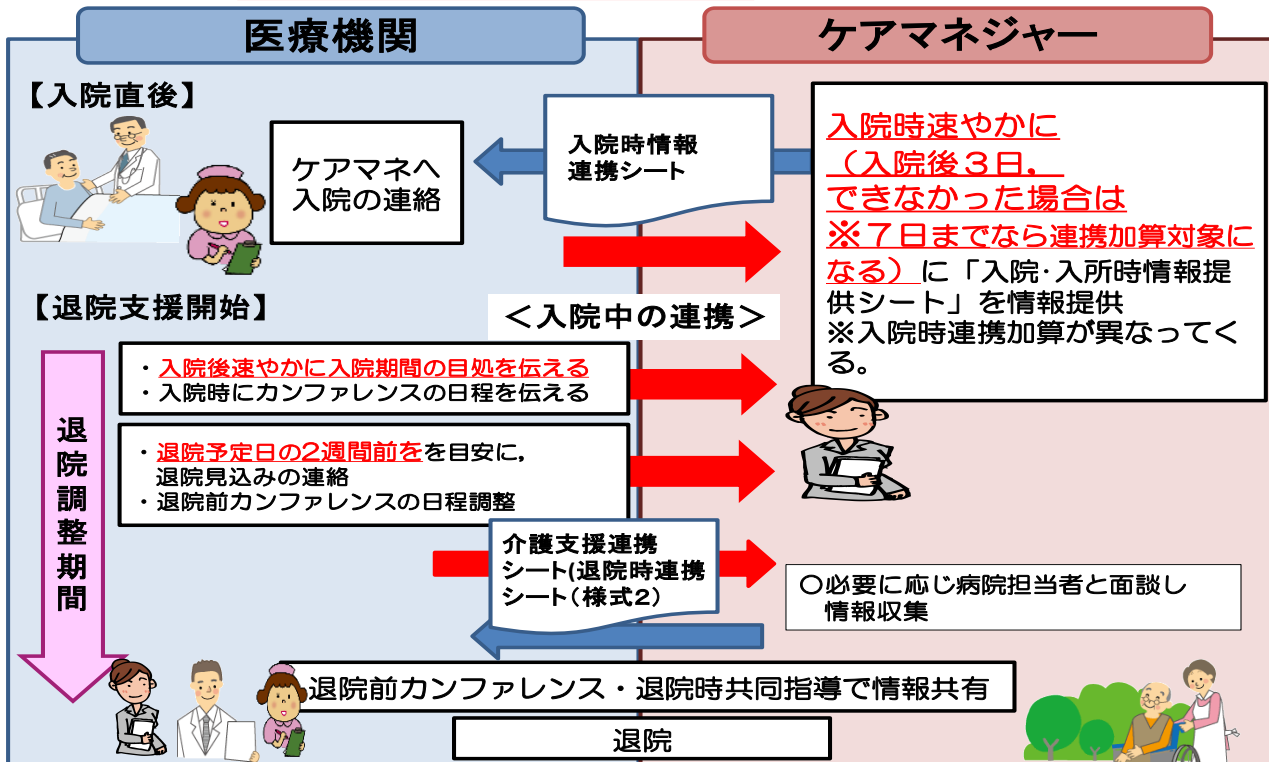 医療機関
ケアマネジャー
【入院直後】
ケアマネへ
入院の連絡
入院時情報
連携シート
入院時速やかに
（入院後３日，
できなかった場合は
※７日までなら連携加算対象に
なる）に「入院･入所時情報提
供シート」を情報提供
※入院時連携加算が異なってく
る。
【退院支援開始】
＜入院中の連携＞
退院調整期間
・入院後速やかに入院期間の目処を伝える
・入院時にカンファレンスの日程を伝える
・退院予定日の2週間前をを目安に，
退院見込みの連絡
・退院前カンファレンスの日程調整
介護支援連携
シート(退院時連携
シート（様式２）
○必要に応じ病院担当者と面談し
情報収集
退院前カンファレンス・退院時共同指導で情報共有
退院